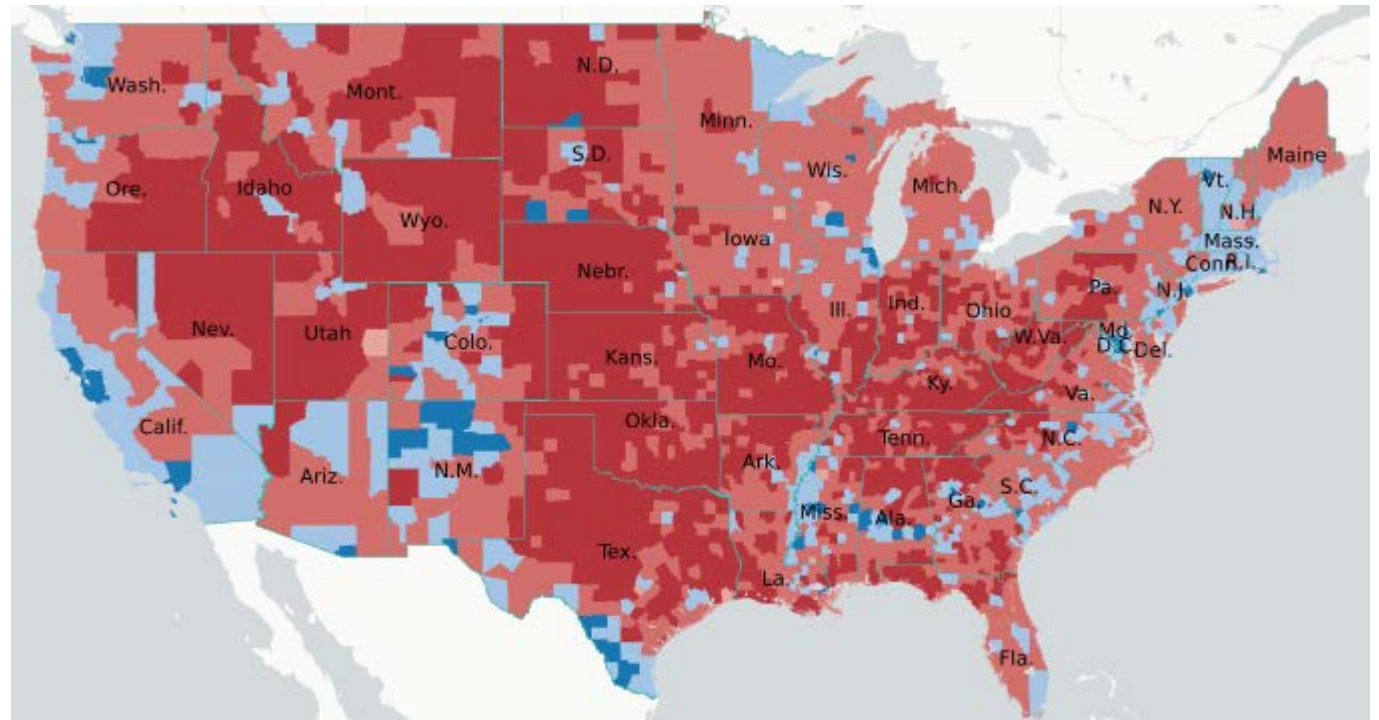 Wash.
Mont.
N.D.
Minn.
Maine
Ore.
Idaho
Wyo.
S.D.
Wis.
Mich.
Vt.
N.Y.
N.H.
Mass.
Conn.
R.I.
Nebr.
Iowa
Nev.
Utah
Colo.
Kans.
Mo.
Ill.
Ind.
Ohio
Pa.
N.J.
Md.
D.C.
Del.
W.Va.
Ky.
Va.
Calif.
Ariz.
N.M.
Okla.
Ark.
Tenn.
N.C.
S.C.
Tex.
La.
Miss.
Ala.
Ga.
Fla.